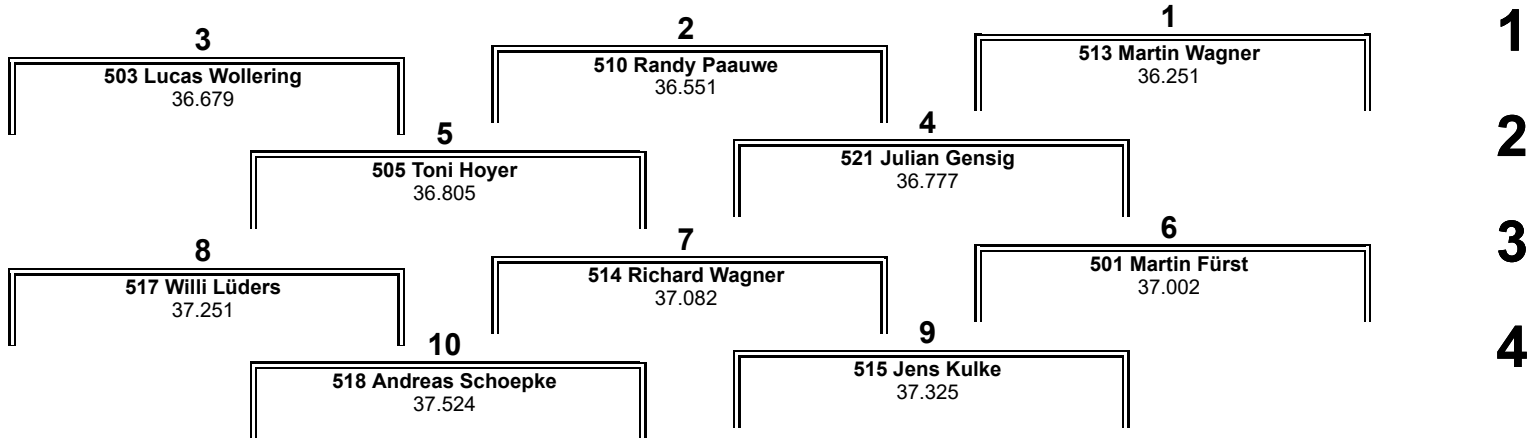 3
2
1
1
503 Lucas Wollering
510 Randy Paauwe
513 Martin Wagner
36.679
36.551
36.251
5
4
2
505 Toni Hoyer
521 Julian Gensig
36.805
36.777
8
7
6
3
517 Willi Lüders
514 Richard Wagner
501 Martin Fürst
37.251
37.082
37.002
10
9
4
518 Andreas Schoepke
515 Jens Kulke
37.524
37.325